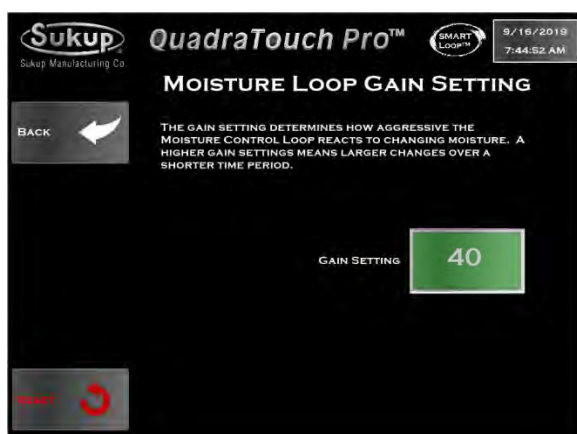 Sukup
Sukup Manufacturing Co.
QuadraTouch Pro™
SMART
LOOP™
9/16/2019
7:44:52 AM
MOISTURE LOOP GAIN SETTING
BACK
THE GAIN SETTING DETERMINES HOW AGGRESSIVE THE
MOISTURE CONTROL LOOP REACTS TO CHANGING MOISTURE. A
HIGHER GAIN SETTINGS MEANS LARGER CHANGES OVER A
SHORTER TIME PERIOD.
GAIN SETTING
40